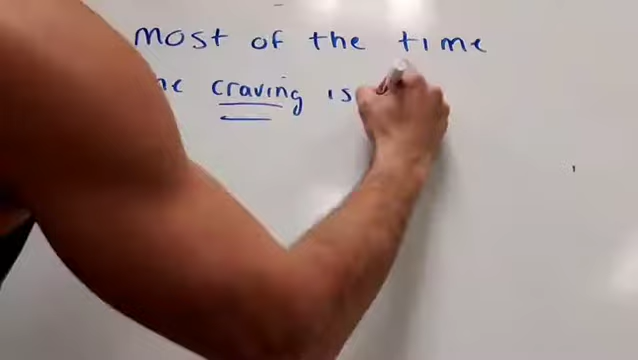 most of the time
craving is